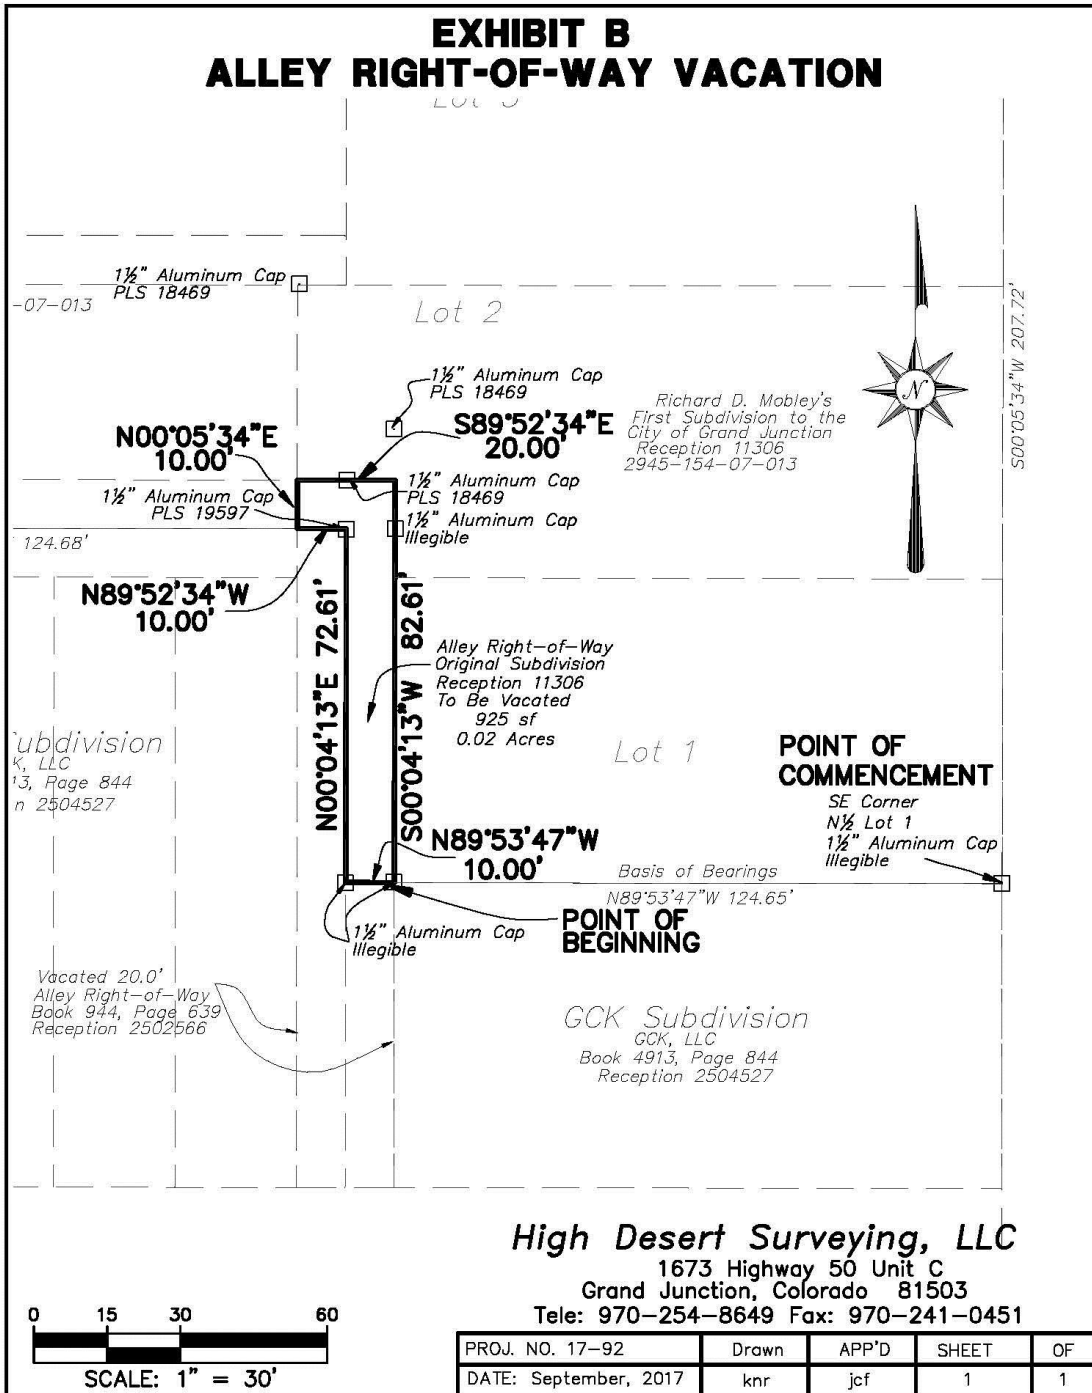 EXHIBIT B
ALLEY RIGHT-OF-WAY VACATION
1½" Aluminum Cap
PLS 18469
-07-013
Lot 2
S00°05'34"W 207.72'
1½" Aluminum Cap
PLS 18469
Richard D. Mobley's
First Subdivision to the
City of Grand Junction
Reception 11306
2945-154-07-013
N
N00°05'34"E
10.00'
S89°52'34"E
20.00'
1½" Aluminum Cap
PLS 18469
1½" Aluminum Cap
PLS 19597
1½" Aluminum Cap
Illegible
124.68'
N89°52'34"W
10.00'
N00°04'13"E 72.61'
S00°04'13"W 82.61'
Alley Right-of-Way
Original Subdivision
Reception 11306
To Be Vacated
925 sf
0.02 Acres
ubdivision
K, LLC
13, Page 844
n 2504527
Lot 1
POINT OF
COMMENCEMENT
SE Corner
N½ Lot 1
1½" Aluminum Cap
Illegible
N89°53'47"W
10.00'
Basis of Bearings
N89°53'47"W 124.65'
POINT OF
BEGINNING
1½" Aluminum Cap
Illegible
Vacated 20.0'
Alley Right-of-Way
Book 944, Page 639
Reception 2502566
GCK Subdivision
GCK, LLC
Book 4913, Page 844
Reception 2504527
High Desert Surveying, LLC
1673 Highway 50 Unit C
Grand Junction, Colorado 81503
Tele: 970-254-8649 Fax: 970-241-0451
0 15 30 60
SCALE: 1" = 30'
PROJ. NO. 17-92 Drawn APP'D SHEET OF
DATE: September, 2017 knr jcf 1 1